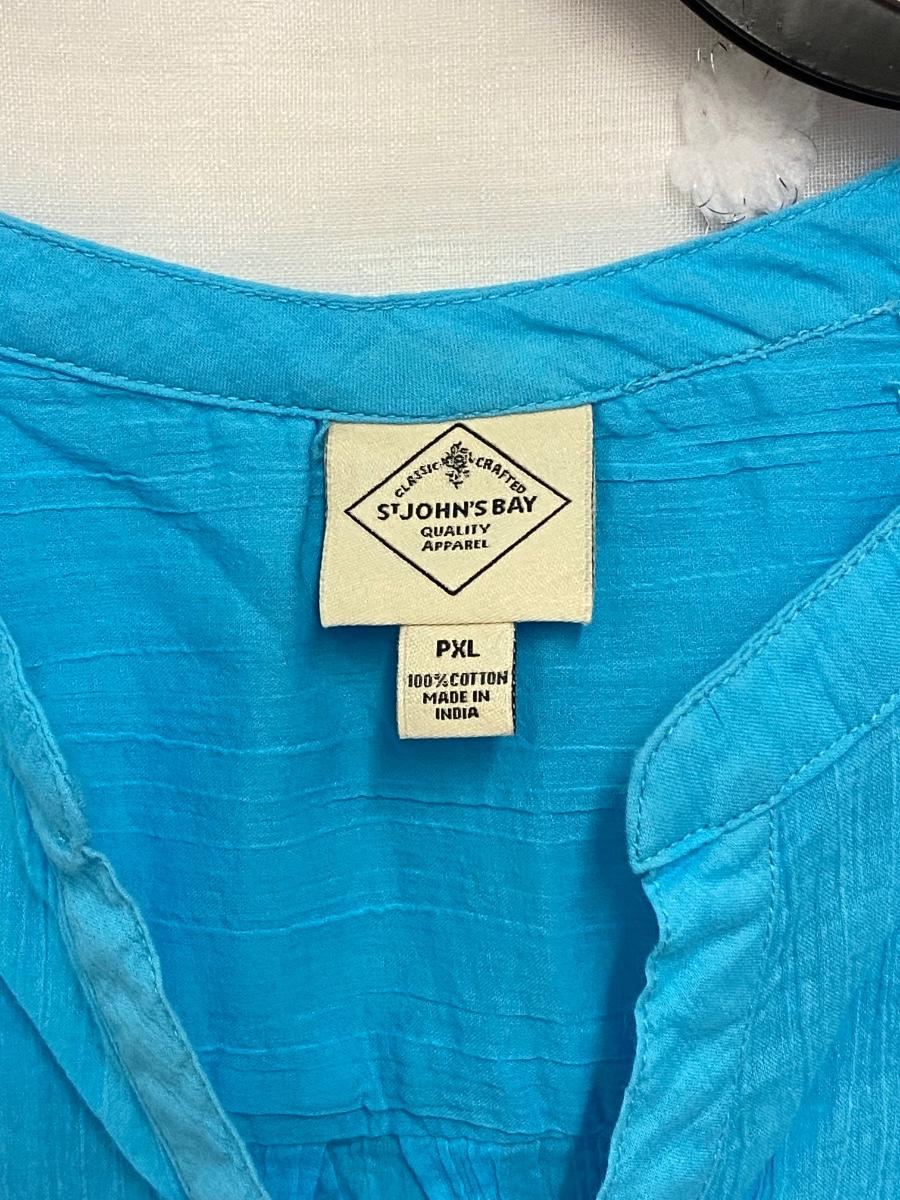 CLASSIC CRAFTED
ST JOHN'S BAY
QUALITY
APPAREL
PXL
100% COTTON
MADE IN
INDIA